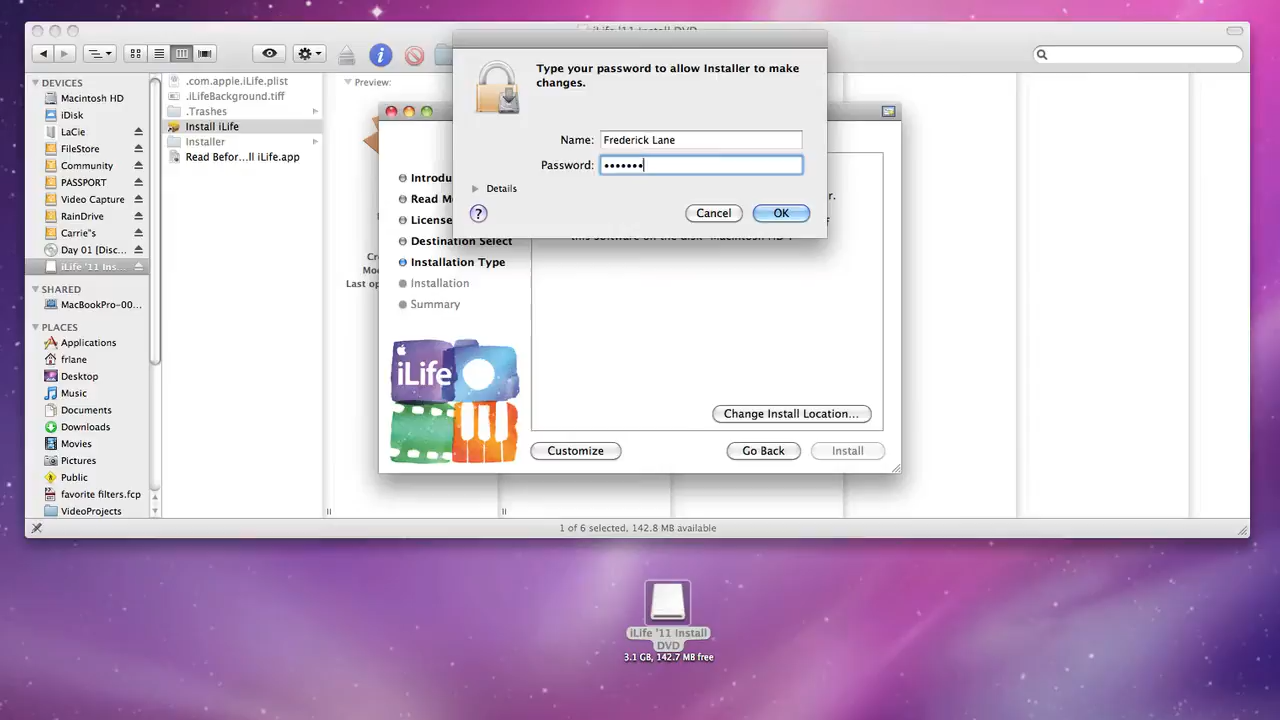 iLife '11 Install DVD
DEVICES
Macintosh HD
iDisk
LaCie
FileStore
Community
PASSPORT
Video Capture
RainDrive
Carrie"s
Day 01 [Disc...
iLife '11 Ins...
SHARED
MacBookPro-00...
PLACES
Applications
frlane
Desktop
Music
Documents
Downloads
Movies
Pictures
Public
favorite filters.fcp
VideoProjects
.com.apple.iLife.plist
.iLifeBackground.tiff
.Trashes
Install iLife
Installer
Read Befor...ll iLife.app
Preview:
Last op
Type your password to allow Installer to make
changes.
Name: Frederick Lane
Password: •••••••
Details
?
Cancel
OK
Introdu
Read M
License
Destination Select
Installation Type
Installation
Summary
this software on the disk "Macintosh HD".
iLife
Change Install Location...
Customize
Go Back
Install
1 of 6 selected, 142.8 MB available
iLife '11 Install
DVD
3.1 GB, 142.7 MB free